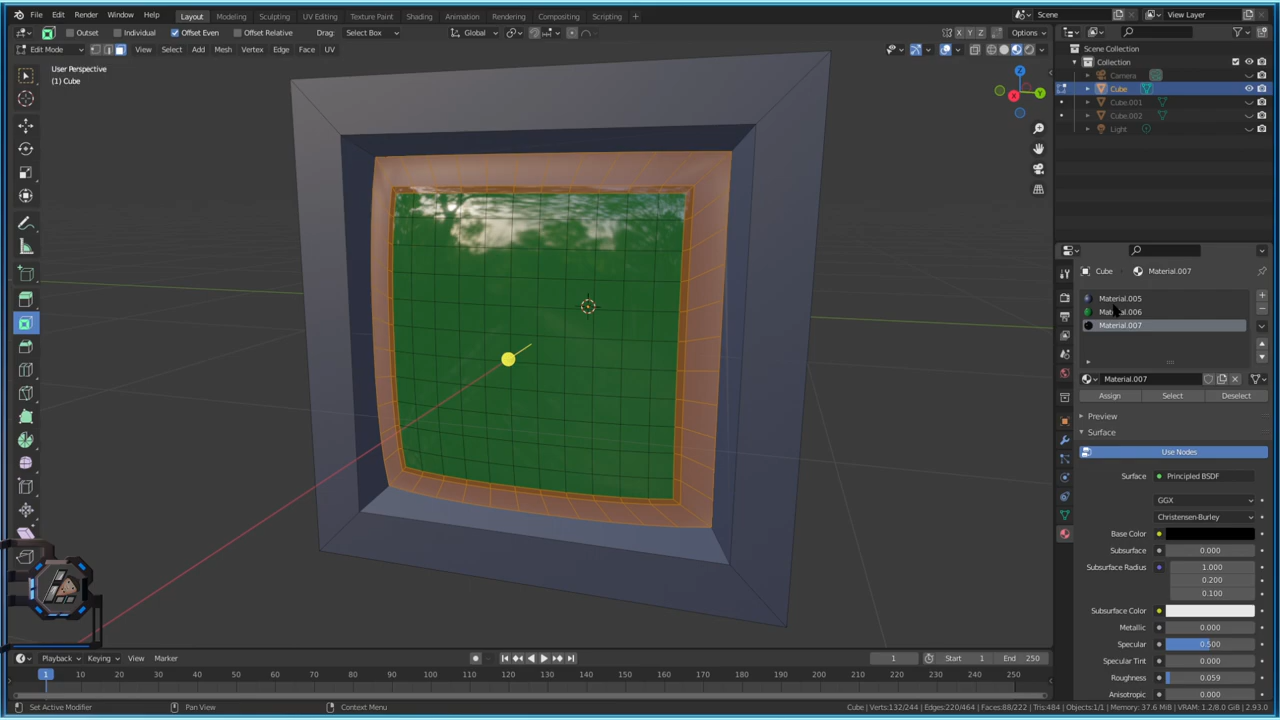 File Edit Render Window Help Layout Modeling Sculpting UV Editing Texture Paint Shading Animation Rendering Compositing Scripting + Scene View Layer
Outset Individual Offset Even Offset Relative Drag: Select Box Global X Y Z Options
Edit Mode View Select Add Mesh Vertex Edge Face UV
User Perspective
(1) Cube
X Y Z
Scene Collection
Collection
Camera
Cube
Cube.001
Cube.002
Light
Cube Material.007
Material.005
Material.006
Material.007
Material.007
Assign Select Deselect
Preview
Surface
Use Nodes
Surface Principled BSDF
GGX
Christensen-Burley
Base Color
Subsurface 0.000
Subsurface Radius 1.000
0.200
0.100
Subsurface Color
Metallic 0.000
Specular 0.500
Specular Tint 0.000
Roughness 0.059
Anisotropic 0.000
Playback Keying View Marker 1 Start 1 End 250
1 10 20 30 40 50 60 70 80 90 100 110 120 130 140 150 160 170 180 190 200 210 220 230 240 250
Set Active Modifier Pan View Context Menu Cube | Verts:132/244 | Edges:220/464 | Faces:88/222 | Tris:484 | Objects:1/1 | Memory: 37.6 MiB | VRAM: 1.2/8.0 GiB | 2.93.0